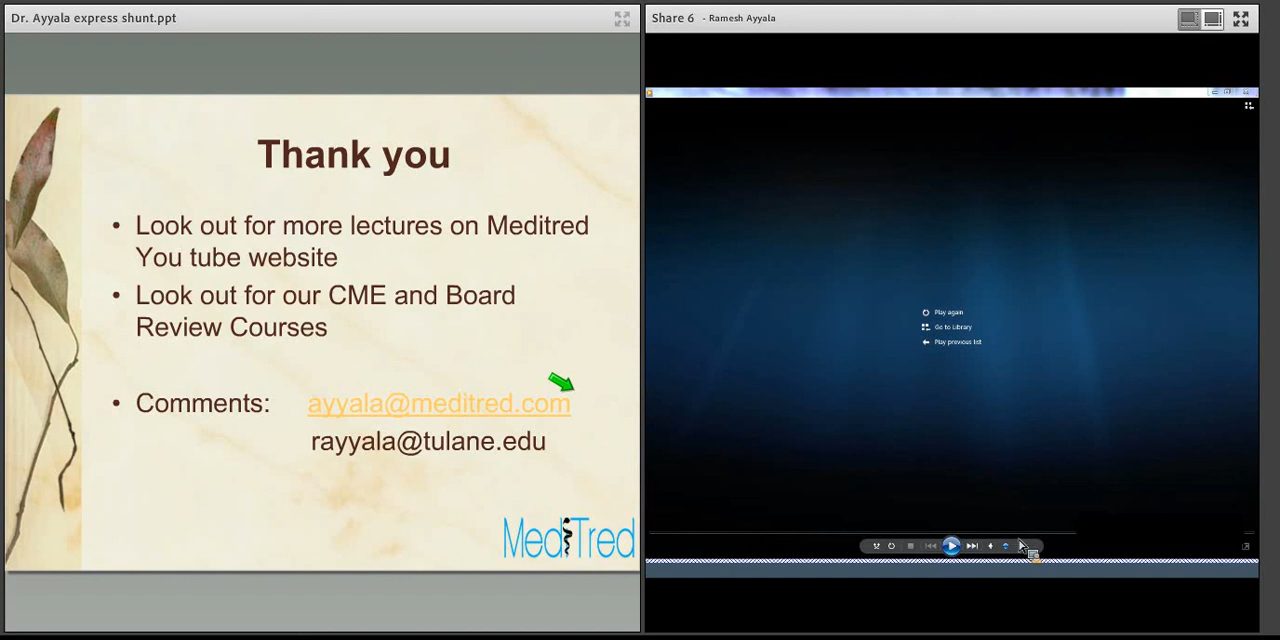 Dr. Ayyala express shunt.ppt
Thank you
• Look out for more lectures on Meditred
You tube website
• Look out for our CME and Board
Review Courses
• Comments: ayyala@meditred.com
rayyala@tulane.edu
MediTred
Share 6 - Ramesh Ayyala
Play again
Go to Library
Play previous list